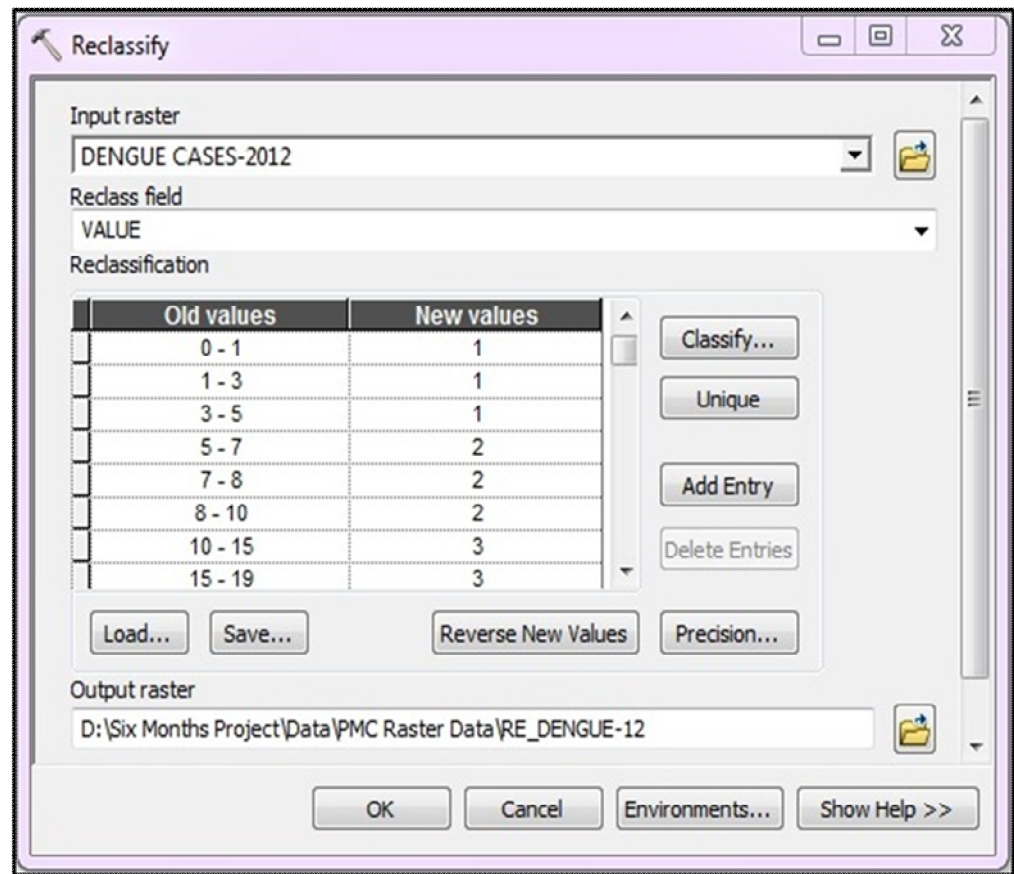 Reclassify
Input raster
DENGUE CASES-2012
Reclass field
VALUE
Reclassification
Old values New values
0 - 1 1
1 - 3 1
3 - 5 1
5 - 7 2
7 - 8 2
8 - 10 2
10 - 15 3
15 - 19 3
Classify...
Unique
Add Entry
Delete Entries
Load... Save... Reverse New Values Precision...
Output raster
D:\Six Months Project\Data\PMC Raster Data\RE_DENGUE-12
OK Cancel Environments... Show Help >>